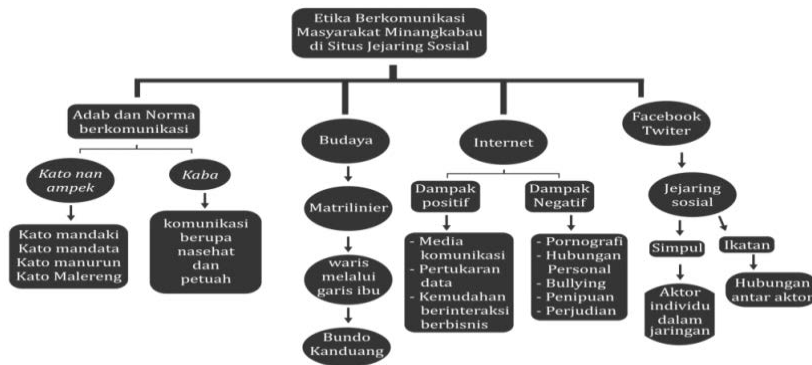 Etika Berkomunikasi
Masyarakat Minangkabau
di Situs Jejaring Sosial
Adab dan Norma
berkomunikasi
Kato nan
ampek
Kato mandaki
Kato mandata
Kato manurun
Kato Malereng
Kaba
komunikasi
berupa
nasehat
dan
petuah
Budaya
Matrilinier
waris
melalui
garis ibu
Bundo
Kanduang
Internet
Dampak
positif
- Media
komunikasi
- Pertukaran
data
- Kemudahan
berinteraksi
berbisnis
Dampak
Negatif
- Pornografi
- Hubungan
Personal
- Bullying
- Penipuan
- Perjudian
Facebook
Twiter
Jejaring
sosial
Simpul
Aktor
individu
dalam
jaringan
Ikatan
Hubungan
antar aktor